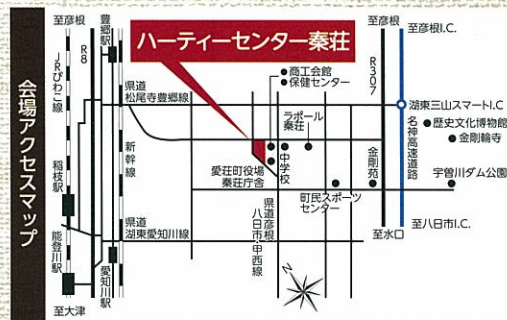 会場アクセスマップ
ハーティーセンター秦荘
至彦根
R8
豊郷駅
至彦根
至彦根I.C.
JRびわこ線
県道
松尾寺豊郷線
商工会館
保健センター
R307
湖東三山スマートI.C
名神高速道路
歴史文化博物館
金剛輪寺
新幹線
ラポール
秦荘
中学校
金剛苑
愛荘町役場
秦荘庁舎
宇曽川ダム公園
稲枝駅
町民スポーツ
センター
県道彦根
八日市・甲西線
県道
湖東愛知川線
能登川駅
愛知川駅
至水口
至八日市I.C.
至大津
N